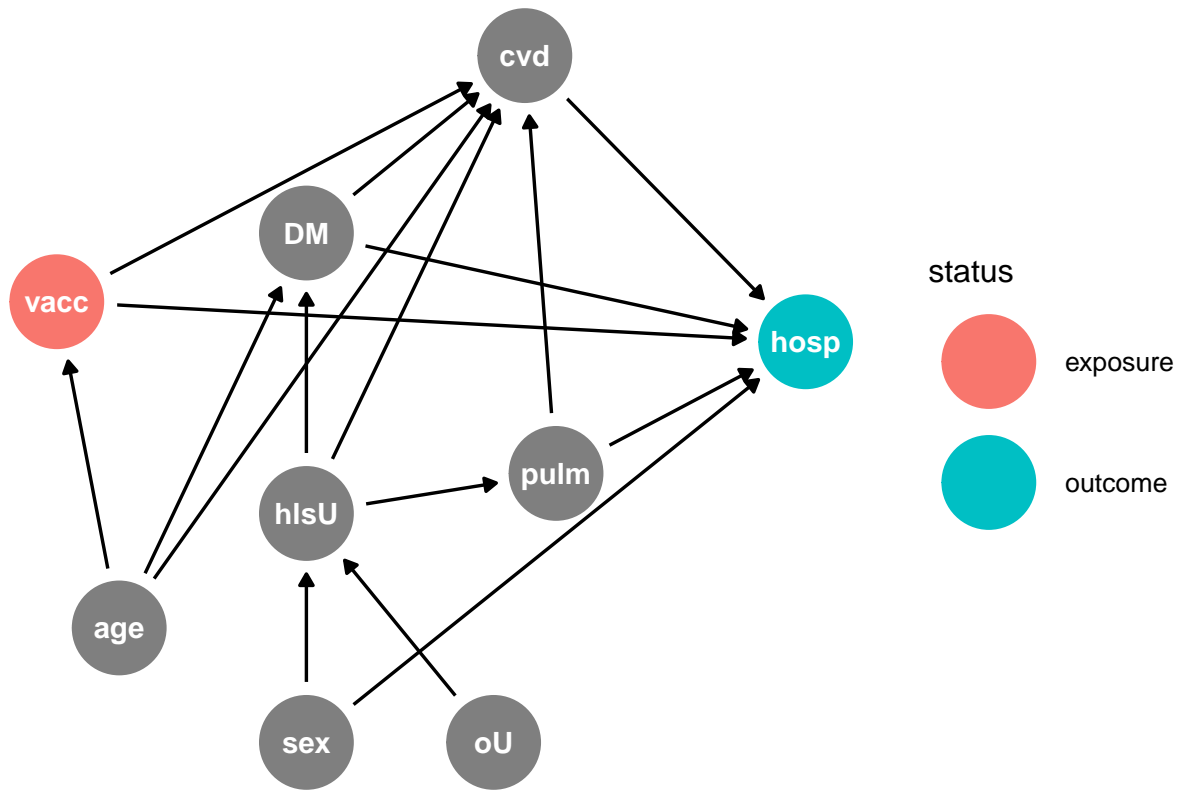 cvd
DM
vacc
hosp
pulm
hlsU
age
sex
oU
status
exposure
outcome